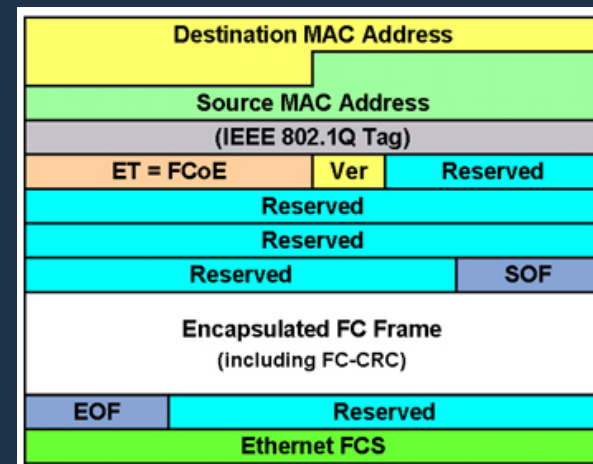 Destination MAC Address
Source MAC Address
(IEEE 802.1Q Tag)
ET = FCoE Ver Reserved
Reserved
Reserved
Reserved SOF
Encapsulated FC Frame
(including FC-CRC)
EOF Reserved
Ethernet FCS